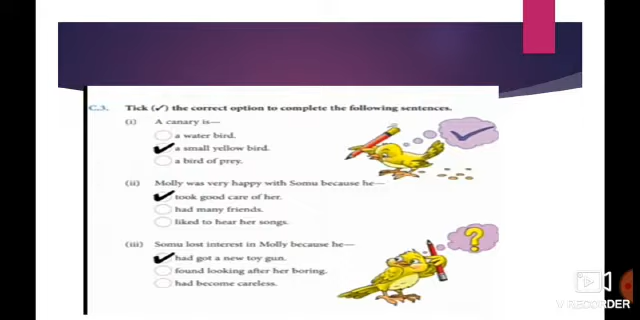 C.3. Tick (✓) the correct option to complete the following sentences.
(i) A canary is—
a water bird.
a small yellow bird.
a bird of prey.
(ii) Molly was very happy with Somu because he—
took good care of her.
had many friends.
liked to hear her songs.
(iii) Somu lost interest in Molly because he—
had got a new toy gun.
found looking after her boring.
had become careless.
?
V RECORDER